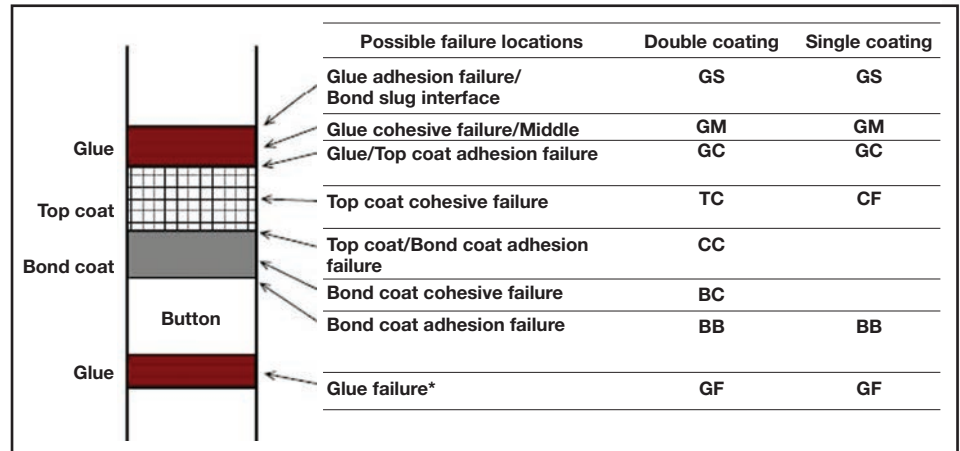 Possible failure locations Double coating Single coating
Glue adhesion failure/ GS GS
Bond slug interface
Glue cohesive failure/Middle GM GM
Glue Glue/Top coat adhesion failure GC GC
Top coat Top coat cohesive failure TC CF
Top coat/Bond coat adhesion CC
failure
Bond coat
Bond coat cohesive failure BC
Button Bond coat adhesion failure BB BB
Glue
Glue failure* GF GF